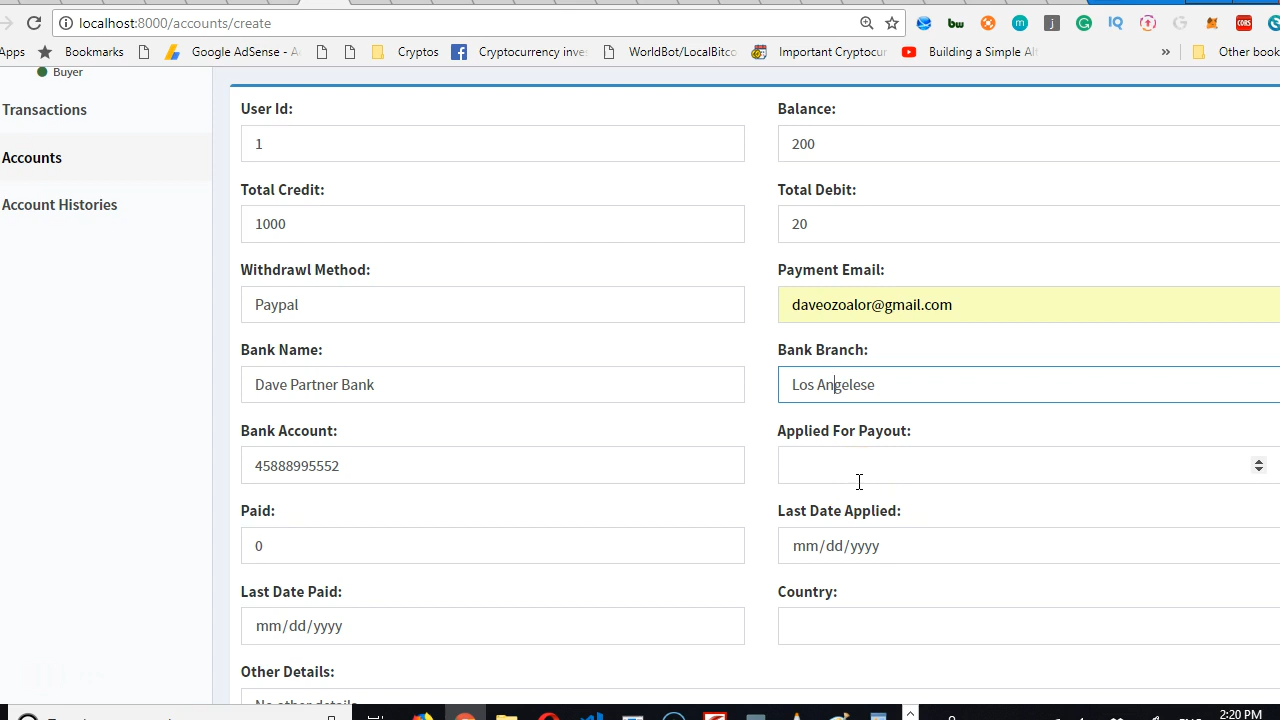 localhost:8000/accounts/create
Apps Bookmarks Google AdSense - Cryptos Cryptocurrency inve WorldBot/LocalBitco Important Cryptocur Building a Simple Al » Other book
Buyer
Transactions
Accounts
Account Histories
User Id: Balance:
1 200
Total Credit: Total Debit:
1000 20
Withdrawl Method: Payment Email:
Paypal daveozoalor@gmail.com
Bank Name: Bank Branch:
Dave Partner Bank Los Angelese
Bank Account: Applied For Payout:
45888995552
Paid: Last Date Applied:
0 mm/dd/yyyy
Last Date Paid: Country:
mm/dd/yyyy
Other Details:
No other details
2:20 PM